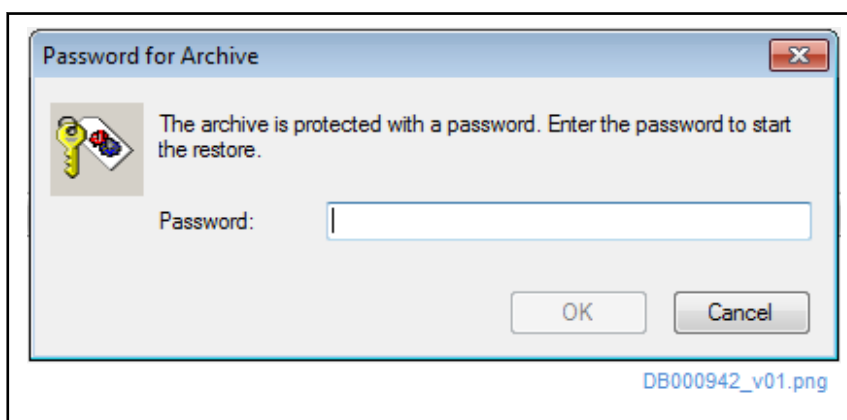 Password for Archive
The archive is protected with a password. Enter the password to start
the restore.
Password:
OK
Cancel
DB000942_v01.png